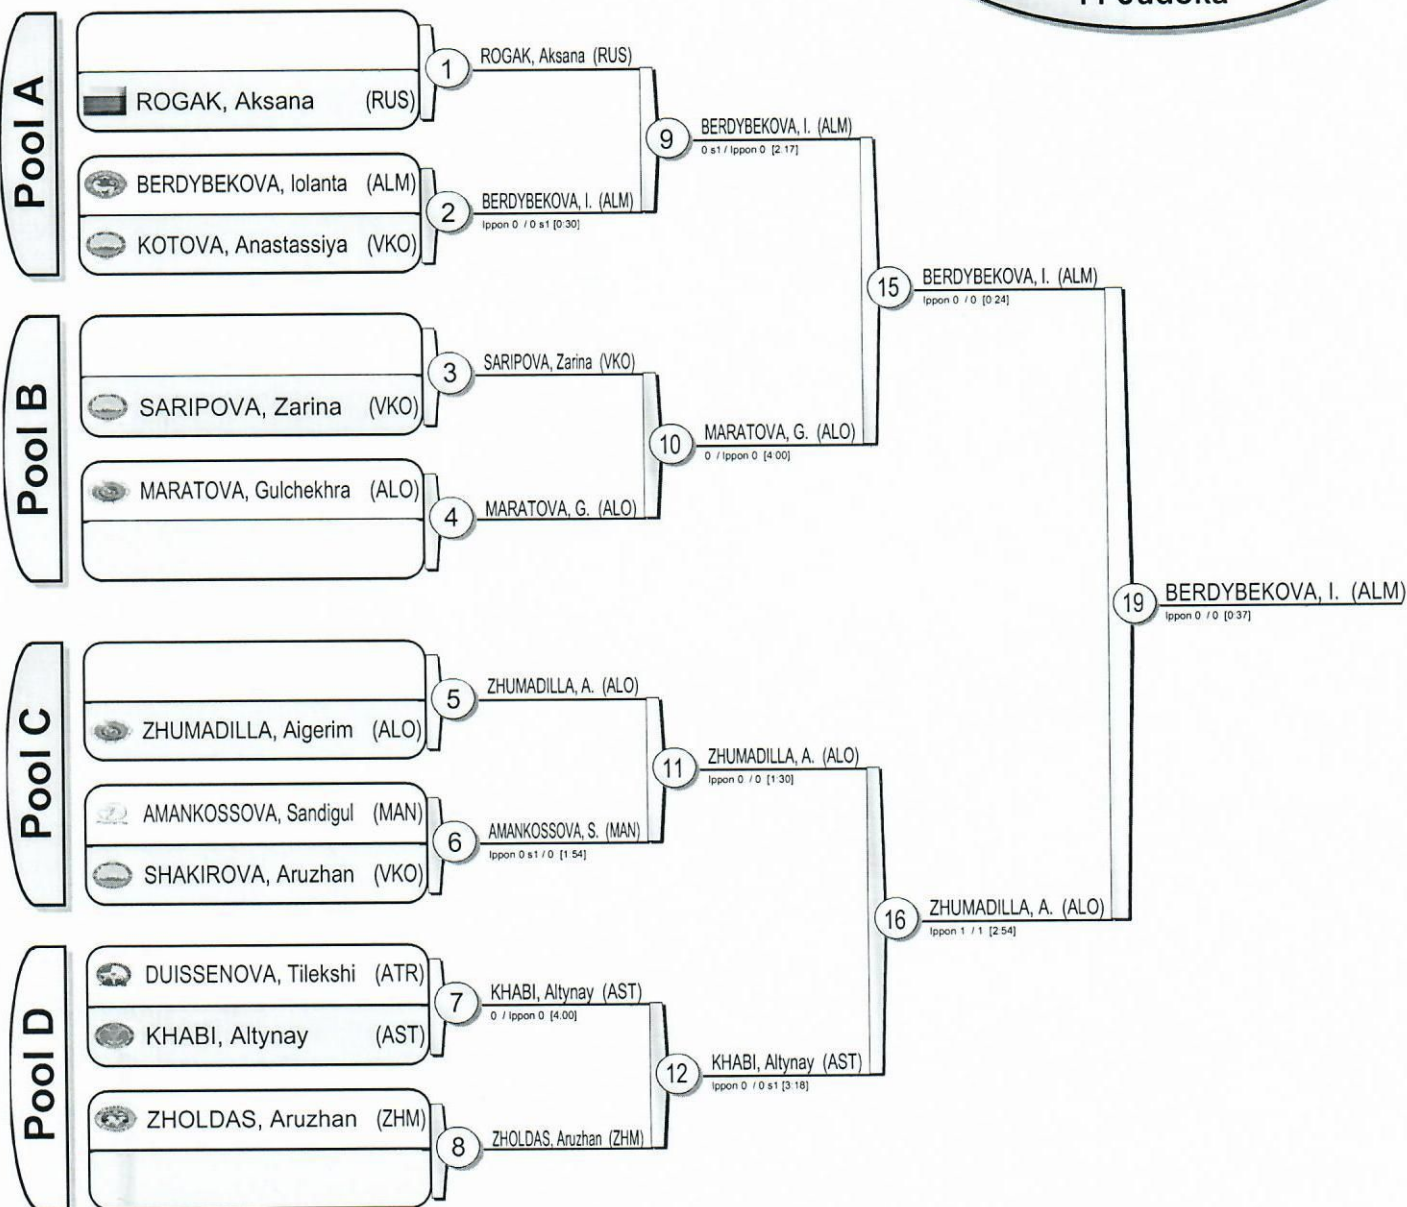 11 Judoka
Pool A
ROGAK, Aksana (RUS)
BERDYBEKOVA, Iolanta (ALM)
KOTOVA, Anastassiya (VKO)
1
ROGAK, Aksana (RUS)
2
BERDYBEKOVA, I. (ALM)
Ippon 0 / 0 s1 [0:30]
9
BERDYBEKOVA, I. (ALM)
0 s1 / Ippon 0 [2:17]
Pool B
SARIPOVA, Zarina (VKO)
MARATOVA, Gulchekhra (ALO)
3
SARIPOVA, Zarina (VKO)
4
MARATOVA, G. (ALO)
10
MARATOVA, G. (ALO)
0 / Ippon 0 [4:00]
15
BERDYBEKOVA, I. (ALM)
Ippon 0 / 0 [0:24]
Pool C
ZHUMADILLA, Aigerim (ALO)
AMANKOSSOVA, Sandigul (MAN)
SHAKIROVA, Aruzhan (VKO)
5
ZHUMADILLA, A. (ALO)
6
AMANKOSSOVA, S. (MAN)
Ippon 0 s1 / 0 [1:54]
11
ZHUMADILLA, A. (ALO)
Ippon 0 / 0 [1:30]
Pool D
DUISSENOVA, Tilekshi (ATR)
KHABI, Altynay (AST)
ZHOLDAS, Aruzhan (ZHM)
7
KHABI, Altynay (AST)
0 / Ippon 0 [4:00]
8
ZHOLDAS, Aruzhan (ZHM)
12
KHABI, Altynay (AST)
Ippon 0 / 0 s1 [3:18]
16
ZHUMADILLA, A. (ALO)
Ippon 1 / 1 [2:54]
19
BERDYBEKOVA, I. (ALM)
Ippon 0 / 0 [0:37]